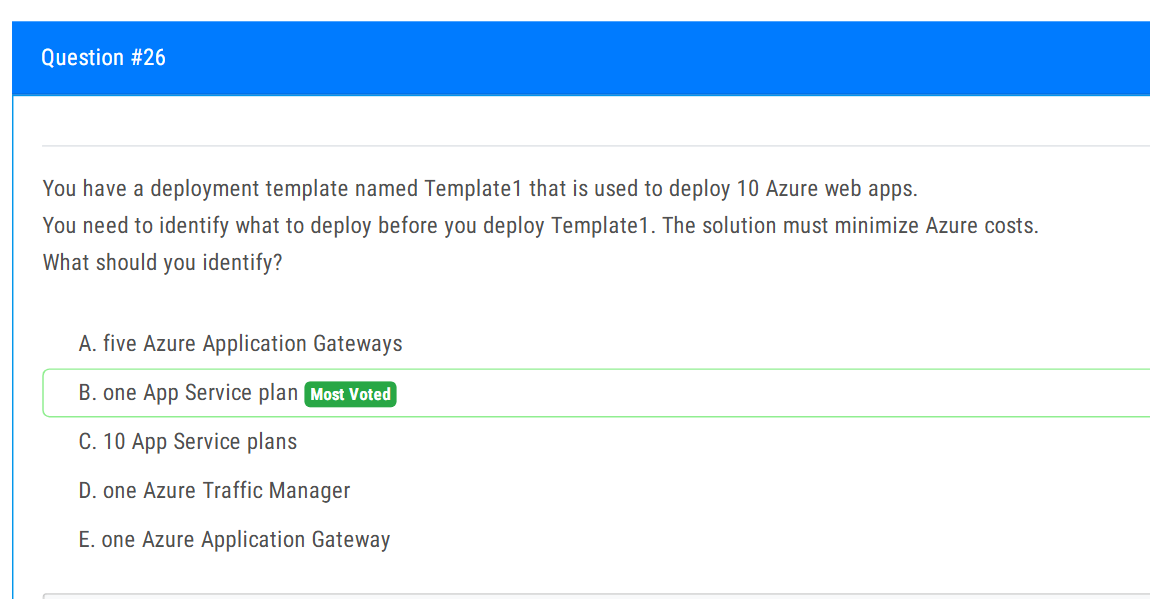 Question #26
You have a deployment template named Template1 that is used to deploy 10 Azure web apps.
You need to identify what to deploy before you deploy Template1. The solution must minimize Azure costs.
What should you identify?
A. five Azure Application Gateways
B. one App Service plan Most Voted
C. 10 App Service plans
D. one Azure Traffic Manager
E. one Azure Application Gateway